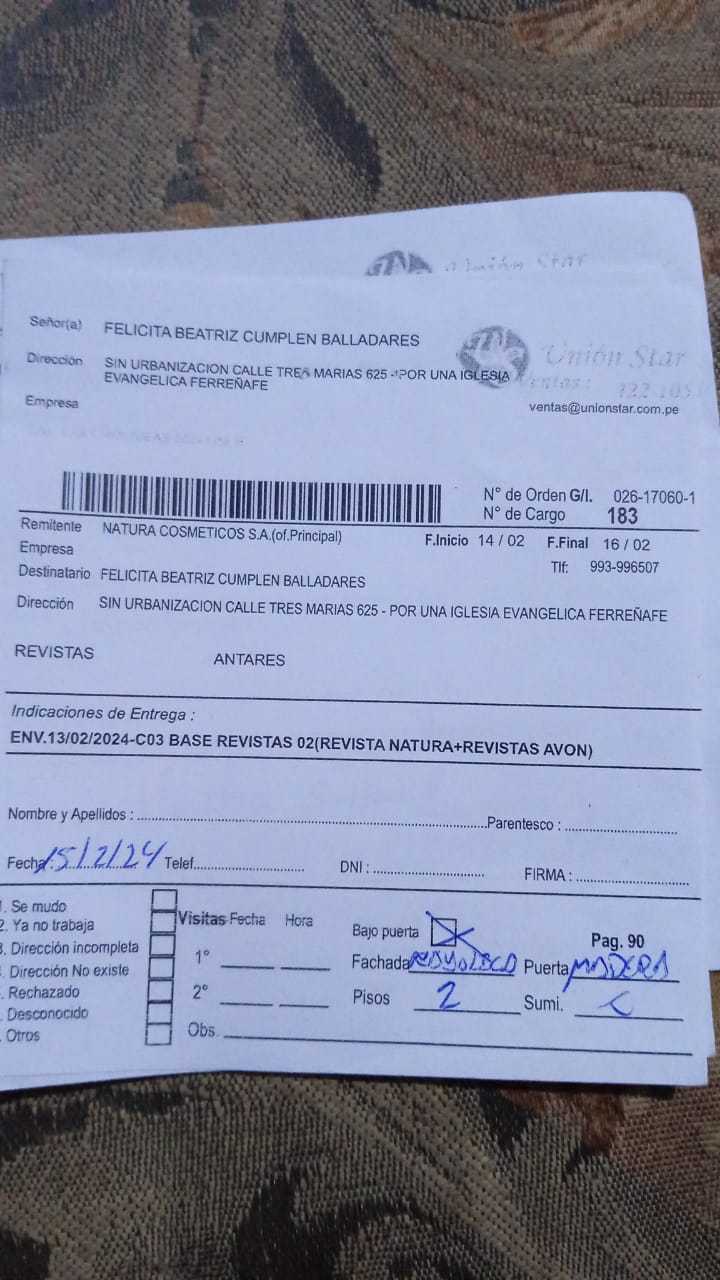 Unión Star
Señor(a) FELICITA BEATRIZ CUMPLEN BALLADARES
Unión Star
Dirección SIN URBANIZACION CALLE TRES MARIAS 625 - POR UNA IGLESIA
EVANGELICA FERREÑAFE
Ventas:
Empresa
ventas@unionstar.com.pe
N° de Orden G/I. 026-17060-1
N° de Cargo 183
Remitente NATURA COSMETICOS S.A.(of.Principal)
F.Inicio 14 / 02 F.Final 16 / 02
Empresa
Tlf: 993-996507
Destinatario FELICITA BEATRIZ CUMPLEN BALLADARES
Dirección SIN URBANIZACION CALLE TRES MARIAS 625 - POR UNA IGLESIA EVANGELICA FERREÑAFE
REVISTAS ANTARES
Indicaciones de Entrega :
ENV.13/02/2024-C03 BASE REVISTAS 02(REVISTA NATURA+REVISTAS AVON)
Nombre y Apellidos : Parentesco :
Fecha 15/2/24 Telef. DNI : FIRMA :
1. Se mudo
2. Ya no trabaja
3. Dirección incompleta
. Dirección No existe
. Rechazado
. Desconocido
. Otros
Visitas Fecha Hora
1°
2°
Obs.
Bajo puerta X
Pag. 90
Fachada Puerta MADERA
Pisos 2 Sumi.